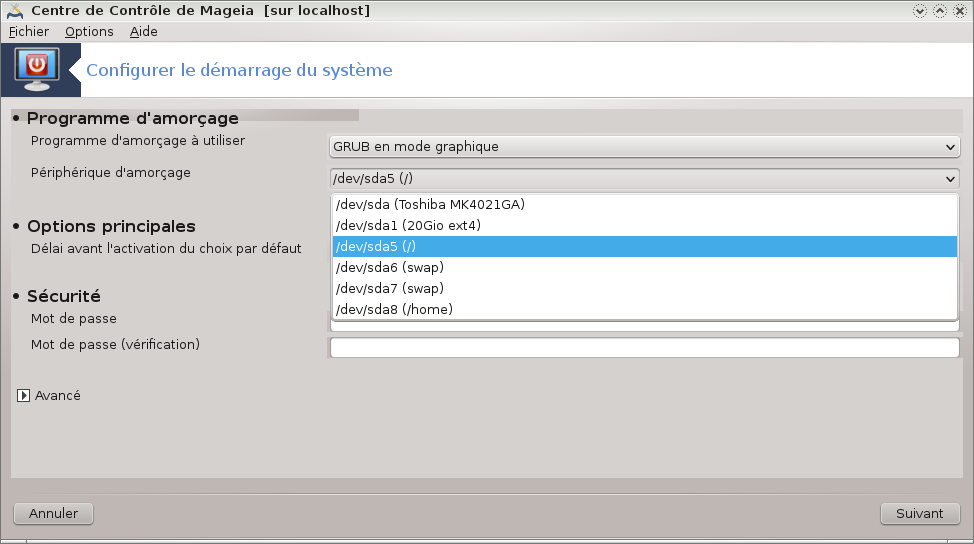 Centre de Contrôle de Mageia  [sur localhost]
Fichier Options Aide
Configurer le démarrage du système
• Programme d'amorçage
Programme d'amorçage à utiliser
GRUB en mode graphique
Périphérique d'amorçage
/dev/sda5 (/)
/dev/sda (Toshiba MK4021GA)
/dev/sda1 (20Gio ext4)
/dev/sda5 (/)
/dev/sda6 (swap)
/dev/sda7 (swap)
/dev/sda8 (/home)
• Options principales
Délai avant l'activation du choix par défaut
• Sécurité
Mot de passe
Mot de passe (vérification)
Avancé
Annuler
Suivant